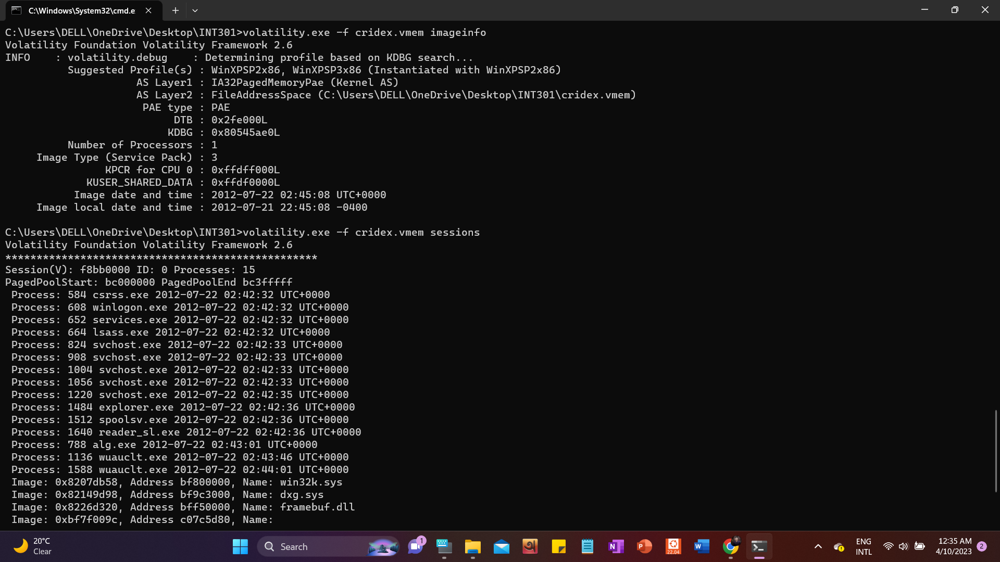 C:\Windows\System32\cmd.e
C:\Users\DELL\OneDrive\Desktop\INT301>volatility.exe -f cridex.vmem imageinfo
Volatility Foundation Volatility Framework 2.6
INFO    : volatility.debug    : Determining profile based on KDBG search...
Suggested Profile(s) : WinXPSP2x86, WinXPSP3x86 (Instantiated with WinXPSP2x86)
AS Layer1 : IA32PagedMemoryPae (Kernel AS)
AS Layer2 : FileAddressSpace (C:\Users\DELL\OneDrive\Desktop\INT301\cridex.vmem)
PAE type : PAE
DTB : 0x2fe000L
KDBG : 0x80545ae0L
Number of Processors : 1
Image Type (Service Pack) : 3
KPCR for CPU 0 : 0xffdff000L
KUSER_SHARED_DATA : 0xffdf0000L
Image date and time : 2012-07-22 02:45:08 UTC+0000
Image local date and time : 2012-07-21 22:45:08 -0400
C:\Users\DELL\OneDrive\Desktop\INT301>volatility.exe -f cridex.vmem sessions
Volatility Foundation Volatility Framework 2.6
**************************************************
Session(V): f8bb0000 ID: 0 Processes: 15
PagedPoolStart: bc000000 PagedPoolEnd bc3fffff
Process: 584 csrss.exe 2012-07-22 02:42:32 UTC+0000
Process: 608 winlogon.exe 2012-07-22 02:42:32 UTC+0000
Process: 652 services.exe 2012-07-22 02:42:32 UTC+0000
Process: 664 lsass.exe 2012-07-22 02:42:32 UTC+0000
Process: 824 svchost.exe 2012-07-22 02:42:33 UTC+0000
Process: 908 svchost.exe 2012-07-22 02:42:33 UTC+0000
Process: 1004 svchost.exe 2012-07-22 02:42:33 UTC+0000
Process: 1056 svchost.exe 2012-07-22 02:42:33 UTC+0000
Process: 1220 svchost.exe 2012-07-22 02:42:35 UTC+0000
Process: 1484 explorer.exe 2012-07-22 02:42:36 UTC+0000
Process: 1512 spoolsv.exe 2012-07-22 02:42:36 UTC+0000
Process: 1640 reader_sl.exe 2012-07-22 02:42:36 UTC+0000
Process: 788 alg.exe 2012-07-22 02:43:01 UTC+0000
Process: 1136 wuauclt.exe 2012-07-22 02:43:46 UTC+0000
Process: 1588 wuauclt.exe 2012-07-22 02:44:01 UTC+0000
Image: 0x8207db58, Address bf800000, Name: win32k.sys
Image: 0x82149d98, Address bf9c3000, Name: dxg.sys
Image: 0x8226d320, Address bff50000, Name: framebuf.dll
Image: 0xbf7f009c, Address c07c5d80, Name:
20°C
Clear
Search
1
N
P
22.04
W
ENG
INTL
12:35 AM
4/10/2023
2